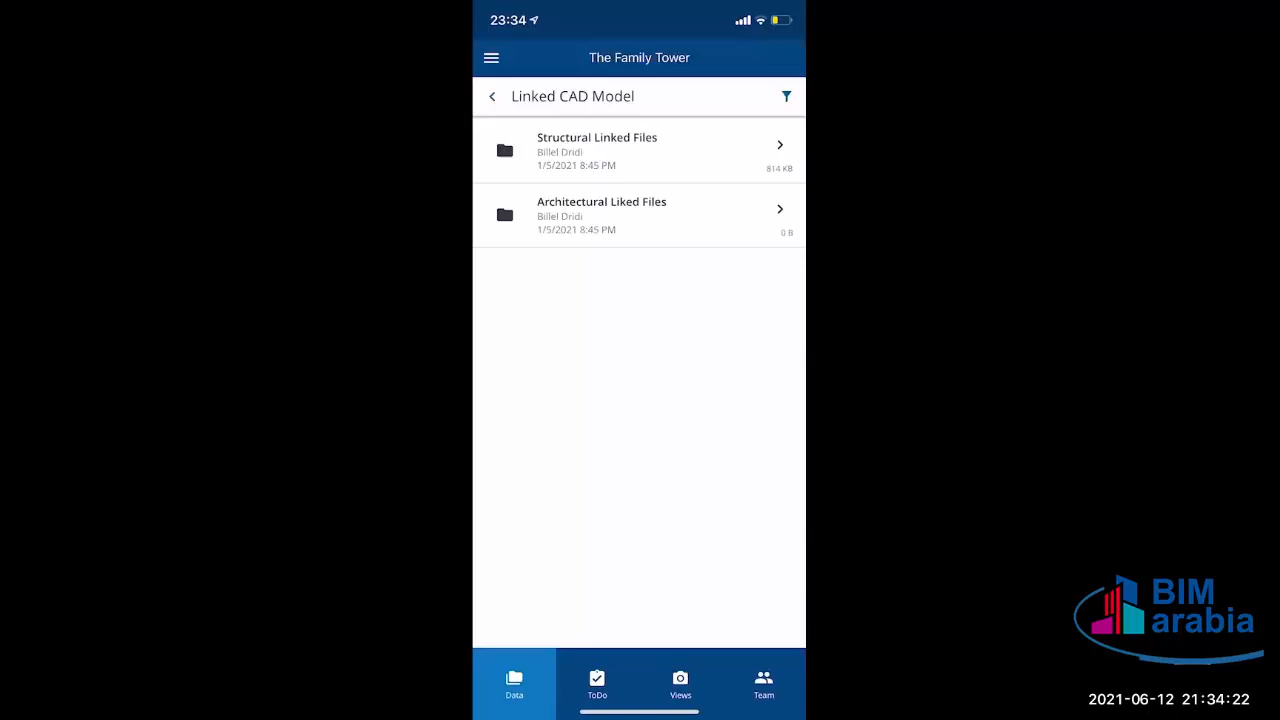 23:34
The Family Tower
Linked CAD Model
Structural Linked Files
Billel Dridi
1/5/2021 8:45 PM
814 KB
Architectural Liked Files
Billel Dridi
1/5/2021 8:45 PM
0 B
Data
ToDo
Views
Team
BIM
arabia
2021-06-12 21:34:22